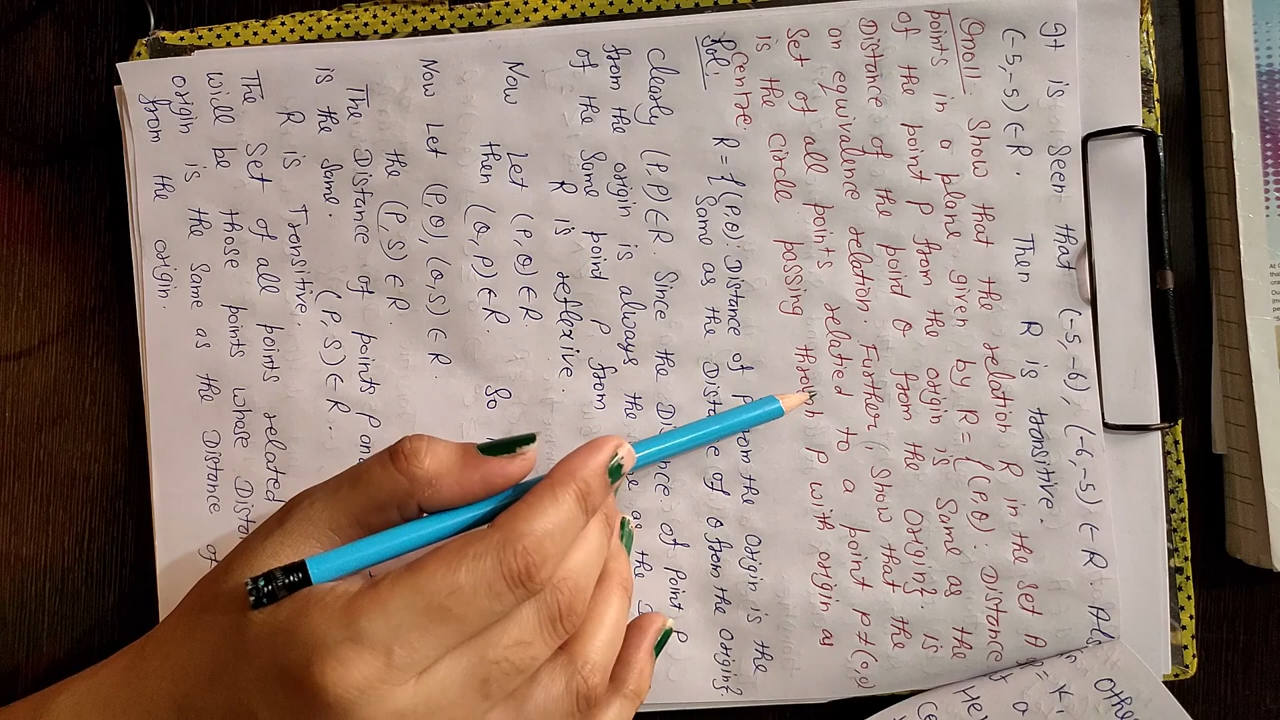 It is seen that (-5,-6), (-6,-5) ∈ R. Als
(-5,-5) ∈ R. Then R is transitive.
Qno11 Show that the relation R in the set A
points in a plane, given by R = {(P,Q): Distance
of the point P from the origin is Same as the
Distance of the point Q from the Origin}. is
an equivalence relation. Further, Show that the
Set of all points related to a point P≠(0,0
is the circle passing through P with origin as
Centre.
Sol: R = {(P,Q): Distance of from the Origin is the
Same as the of Q from the Origin}
Clearly (P,P) ∈ R. Since the of Point P
from the origin is always the as the
of the Same point P from
R is reflexive.
Now Let (P,Q) ∈ R.
then (Q,P) ∈ R. So
Now Let (P,Q), (Q,S) ∈ R.
the (P,S) ∈ R.
The Distance of points P
is the Same. (P,S) ∈ R.
R is Transitive.
The Set of all points related
will be those points whose
origin is the Same as the Distance of
from the origin.
othe